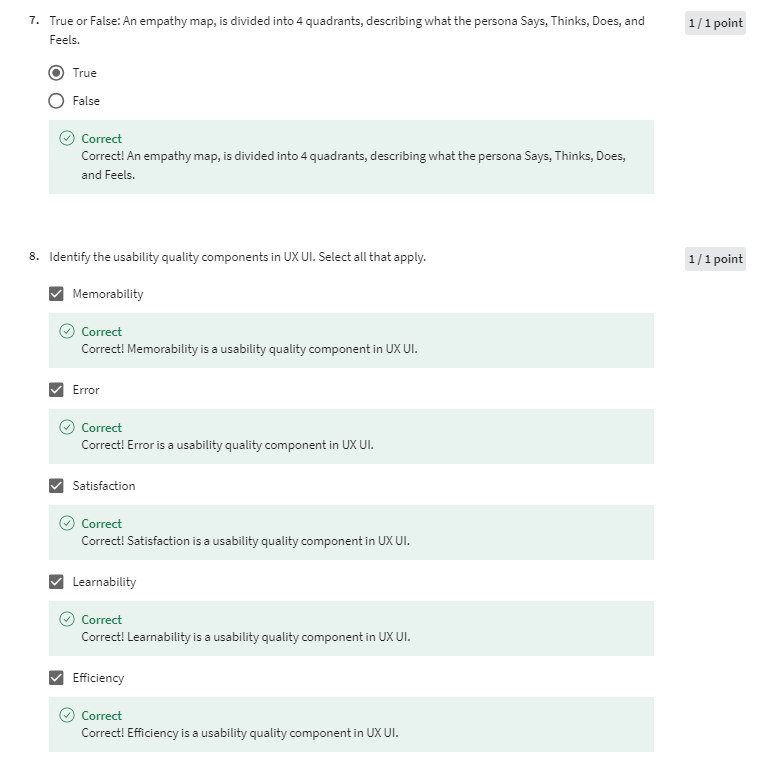 7. True or False: An empathy map, is divided into 4 quadrants, describing what the persona Says, Thinks, Does, and
Feels.
1 / 1 point
True
False
Correct
Correct! An empathy map, is divided into 4 quadrants, describing what the persona Says, Thinks, Does,
and Feels.
8. Identify the usability quality components in UX UI. Select all that apply.
1 / 1 point
Memorability
Correct
Correct! Memorability is a usability quality component in UX UI.
Error
Correct
Correct! Error is a usability quality component in UX UI.
Satisfaction
Correct
Correct! Satisfaction is a usability quality component in UX UI.
Learnability
Correct
Correct! Learnability is a usability quality component in UX UI.
Efficiency
Correct
Correct! Efficiency is a usability quality component in UX UI.